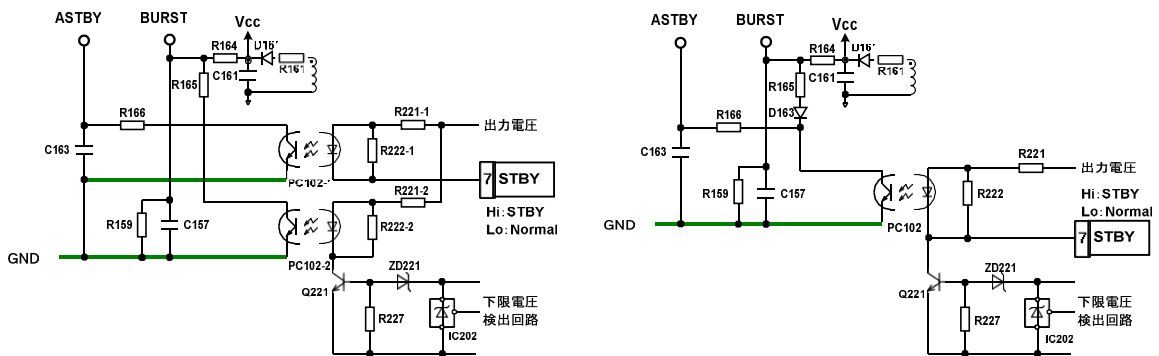 ASTBY
BURST
Vcc
R164
D167
R161
C161
R165
R166
R221-1
出力電圧
C163
R222-1
PC102-1
7 STBY
R221-2
Hi:STBY
Lo:Normal
R159
C157
R222-2
GND
PC102-2
ZD221
Q221
下限電圧
検出回路
R227
IC202
ASTBY
BURST
Vcc
R164
D167
R161
C161
R165
D163
R166
C163
R221
出力電圧
R159
C157
R222
Hi:STBY
Lo:Normal
GND
PC102
7 STBY
ZD221
Q221
下限電圧
検出回路
R227
IC202